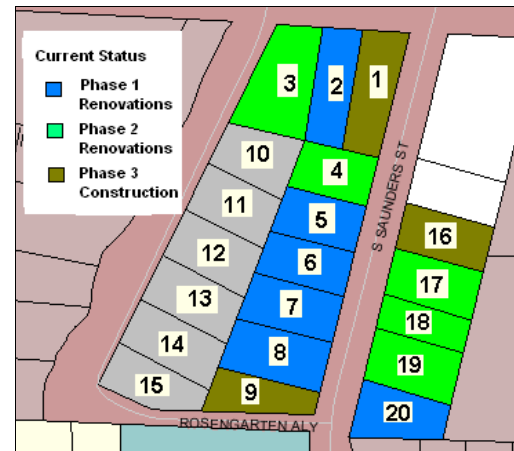 Current Status
Phase 1
Renovations
Phase 2
Renovations
Phase 3
Construction
3
2
1
10
4
11
5
12
6
13
7
14
8
15
9
S SAUNDERS ST
16
17
18
19
20
ROSENGARTEN ALY